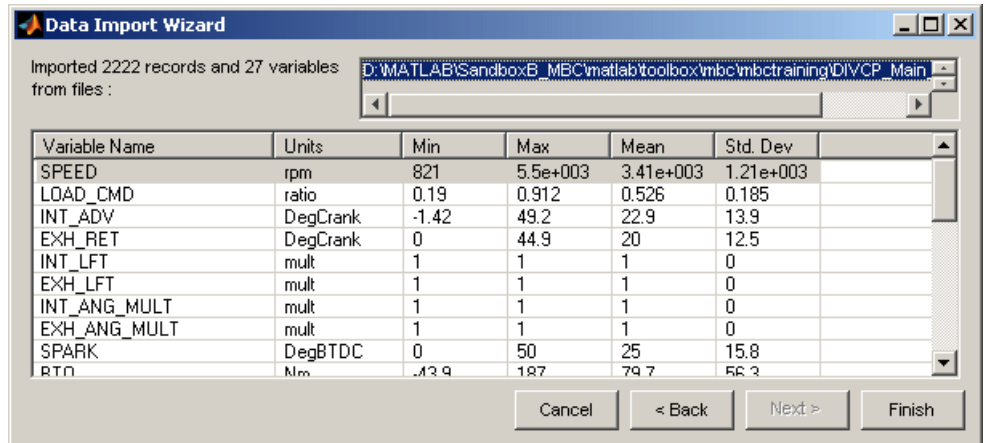 Data Import Wizard
Imported 2222 records and 27 variables
from files :
D:\MATLAB\SandboxB_MBC\matlab\toolbox\mbc\mbctraining\DIVCP_Main_
Variable Name Units Min Max Mean Std. Dev
SPEED rpm 821 5.5e+003 3.41e+003 1.21e+003
LOAD_CMD ratio 0.19 0.912 0.526 0.185
INT_ADV DegCrank -1.42 49.2 22.9 13.9
EXH_RET DegCrank 0 44.9 20 12.5
INT_LFT mult 1 1 1 0
EXH_LFT mult 1 1 1 0
INT_ANG_MULT mult 1 1 1 0
EXH_ANG_MULT mult 1 1 1 0
SPARK DegBTDC 0 50 25 15.8
BTQ Nm -43.9 187 79.7 56.3
Cancel < Back Next > Finish